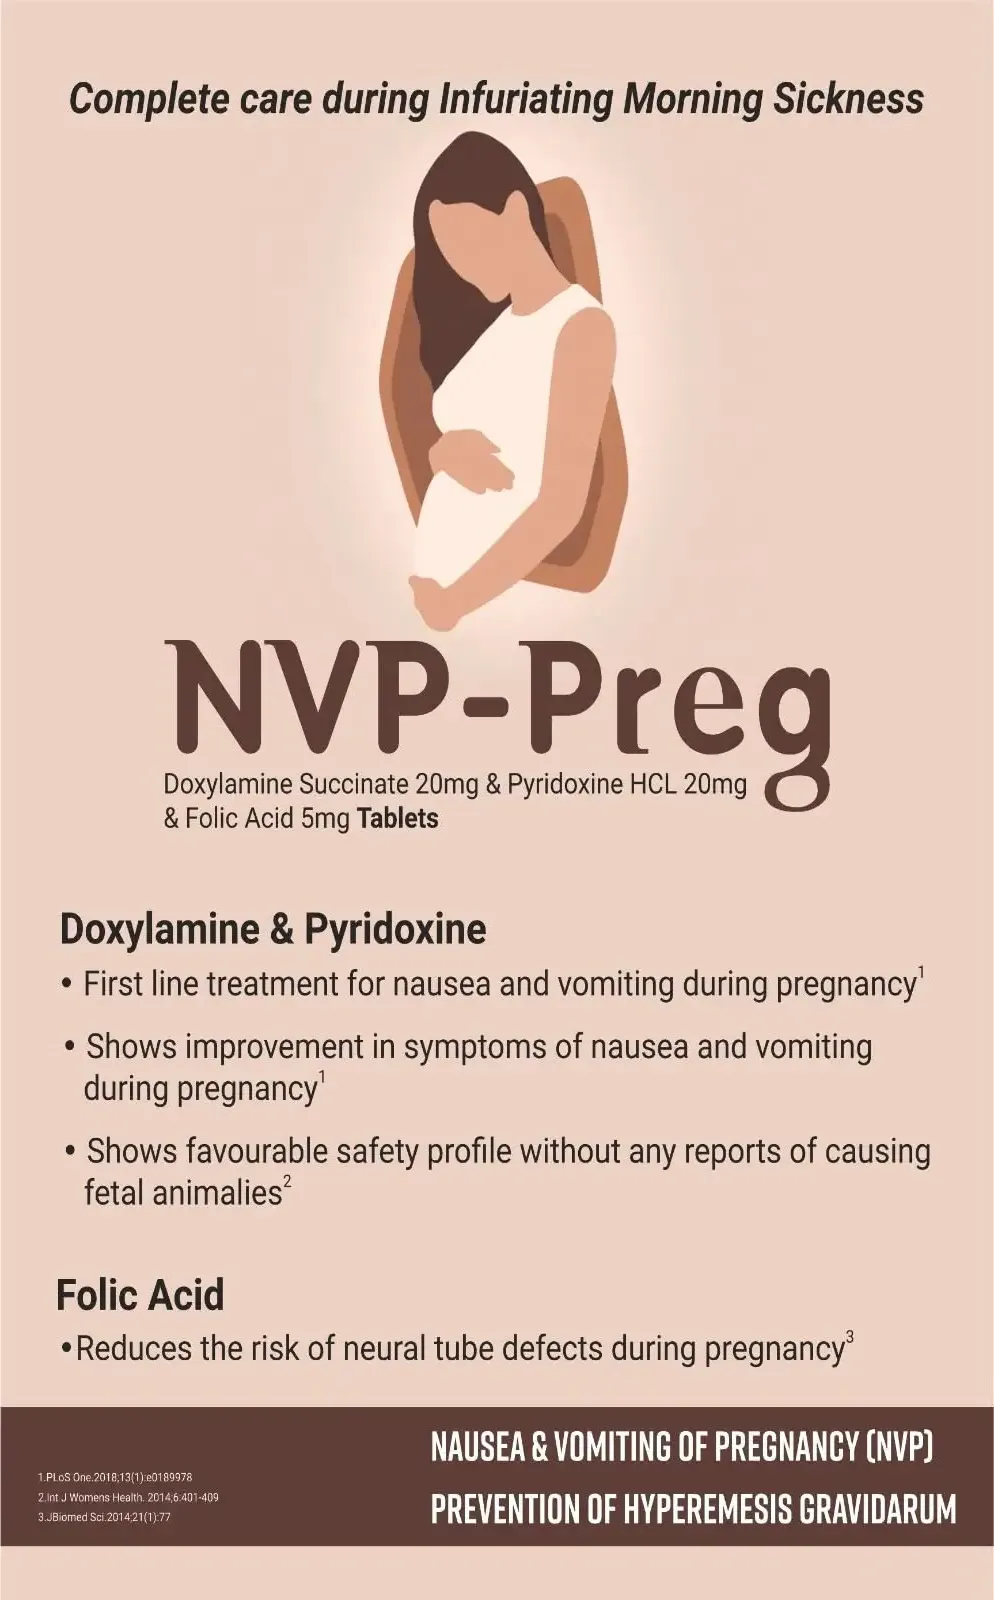 Complete care during Infuriating Morning Sickness
NVP-Preg
Doxylamine Succinate 20mg & Pyridoxine HCL 20mg
& Folic Acid 5mg Tablets
Doxylamine & Pyridoxine
• First line treatment for nausea and vomiting during pregnancy1
• Shows improvement in symptoms of nausea and vomiting
during pregnancy1
• Shows favourable safety profile without any reports of causing
fetal animalies2
Folic Acid
•Reduces the risk of neural tube defects during pregnancy3
NAUSEA & VOMITING OF PREGNANCY (NVP)
PREVENTION OF HYPEREMESIS GRAVIDARUM
1.PLoS One.2018;13(1):e0189978
2.Int J Womens Health. 2014;6:401-409
3.JBiomed Sci.2014;21(1):77